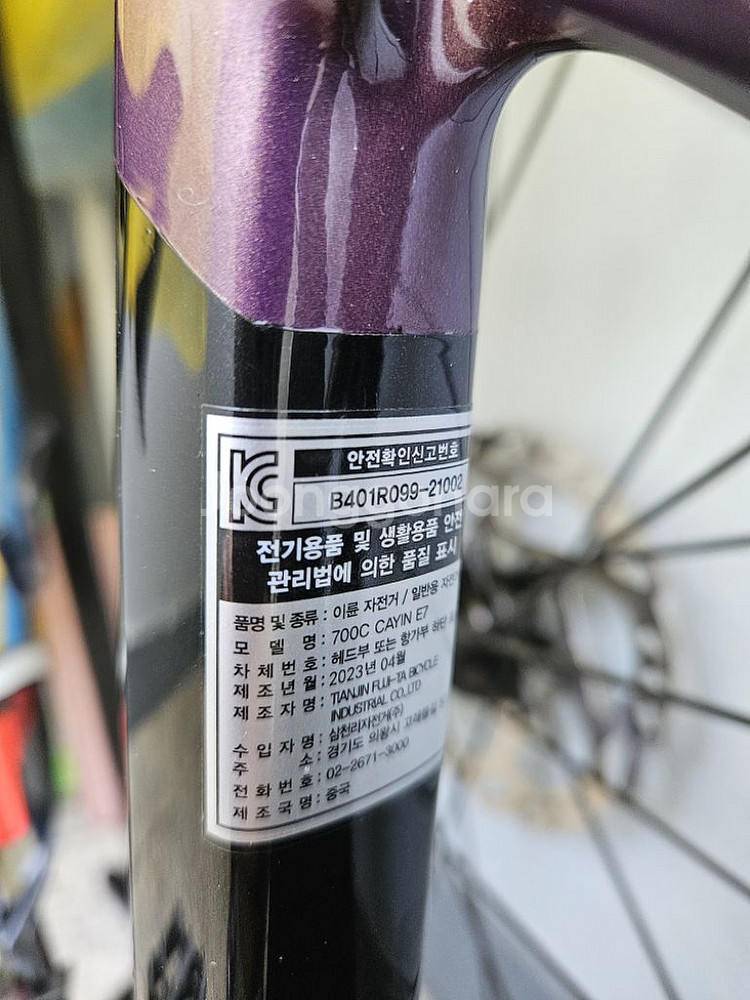 KC
안전확인신고번호
B401R099-21002
전기용품 및 생활용품 안전
관리법에 의한 품질 표시
품명 및 종류 : 이륜 자전거 / 일반용
모 델 명 : 700C CAYIN E7
차 체 번 호 : 헤드부 또는 행가부 하단
제 조 년 월 : 2023년 04월
제 조 자 명 : TIANJIN FUJI-TA BICYCLE
INDUSTRIAL CO.,LTD
수 입 자 명 : 삼천리자전거(주)
주 소 : 경기도 의왕시
전 화 번 호 : 02-2671-3000
제 조 국 명 : 중국